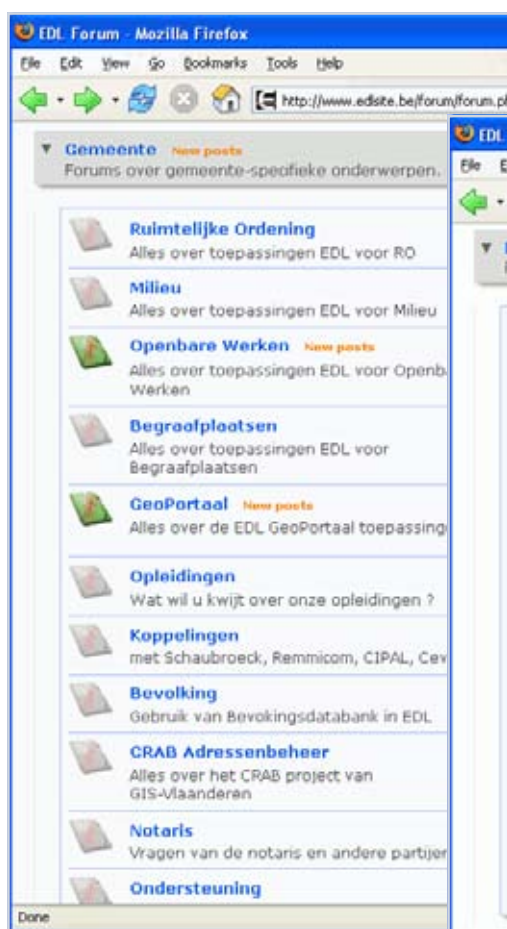 EDL Forum - Mozilla Firefox
File Edit View Go Bookmarks Tools Help
http://www.edlsite.be/forum/forum.p
Gemeente New posts
Forums over gemeente-specifieke onderwerpen.
Ruimtelijke Ordening
Alles over toepassingen EDL voor RO
Milieu
Alles over toepassingen EDL voor Milieu
Openbare Werken New posts
Alles over toepassingen EDL voor Openb
Werken
Begraafplaatsen
Alles over toepassingen EDL voor
Begraafplaatsen
GeoPortaal New posts
Alles over de EDL GeoPortaal toepassing
Opleidingen
Wat wil u kwijt over onze opleidingen ?
Koppelingen
met Schaubroeck, Remmicom, CIPAL, Cev
Bevolking
Gebruik van Bevokingsdatabank in EDL
CRAB Adressenbeheer
Alles over het CRAB project van
GIS-Vlaanderen
Notaris
Vragen van de notaris en andere partijen
Ondersteuning
Done
EDL
File E